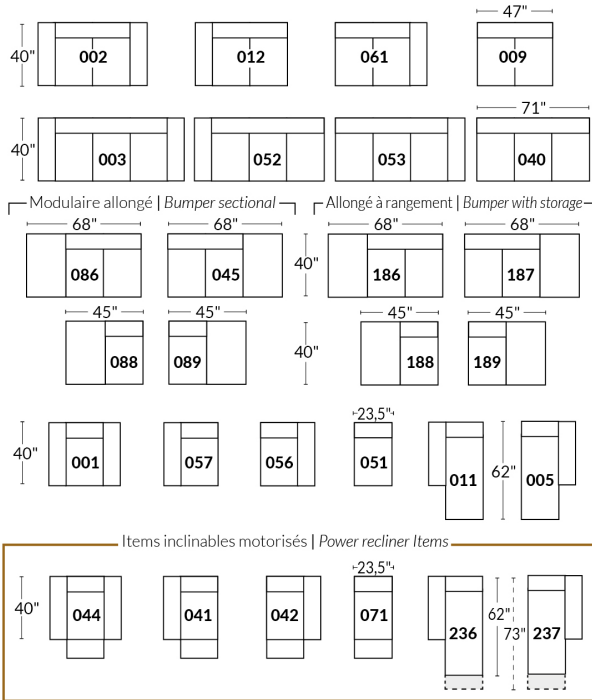 47"
40" 002 012 061 009
71"
40" 003 052 053 040
Modulaire allongé | Bumper sectional
Allongé à rangement | Bumper with storage
68" 68" 68" 68"
086 045 40" 186 187
45" 45" 45" 45"
088 089 40" 188 189
23,5"
40" 001 057 056 051 011 62" 005
Items inclinables motorisés | Power recliner Items
23,5"
40" 044 041 042 071 236 62" 73" 237